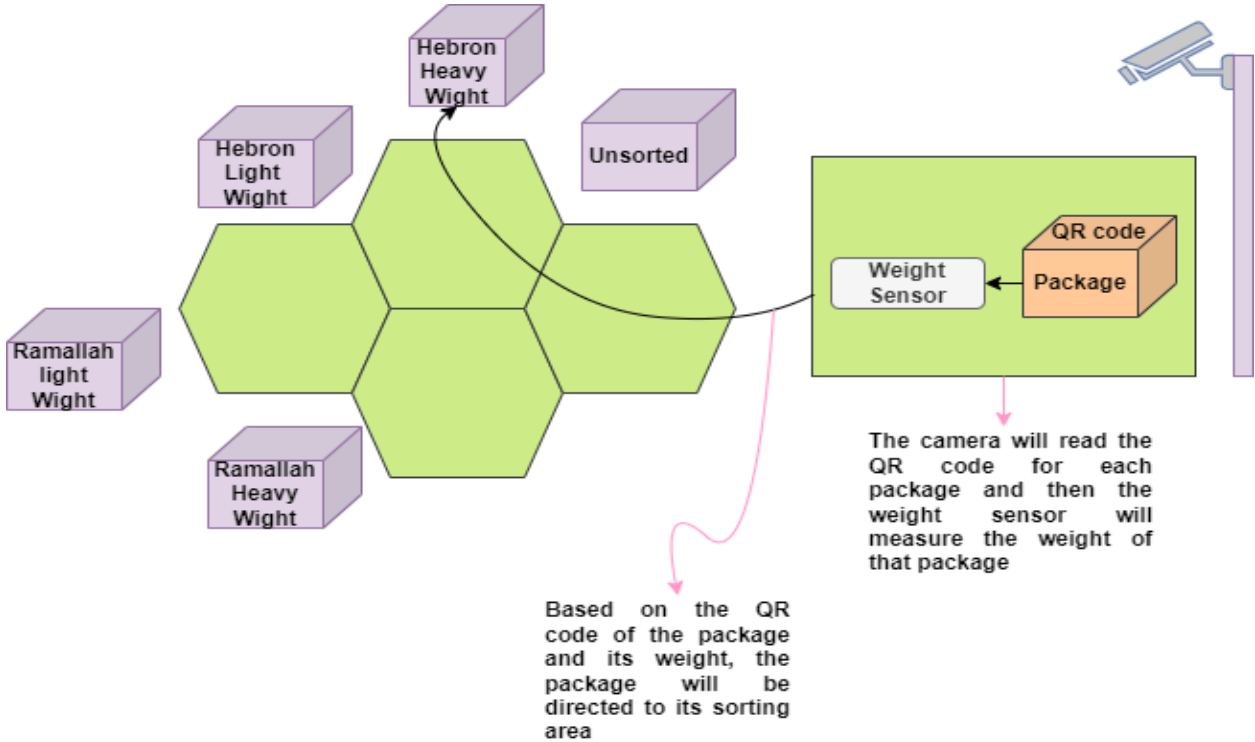 Hebron
Heavy
Wight
Hebron
Light
Wight
Unsorted
QR code
Weight
Sensor
Package
Ramallah
light
Wight
Ramallah
Heavy
Wight
The camera will read the
QR code for each
package and then the
weight sensor will
measure the weight of
that package
Based on the QR
code of the package
and its weight, the
package will be
directed to its sorting
area